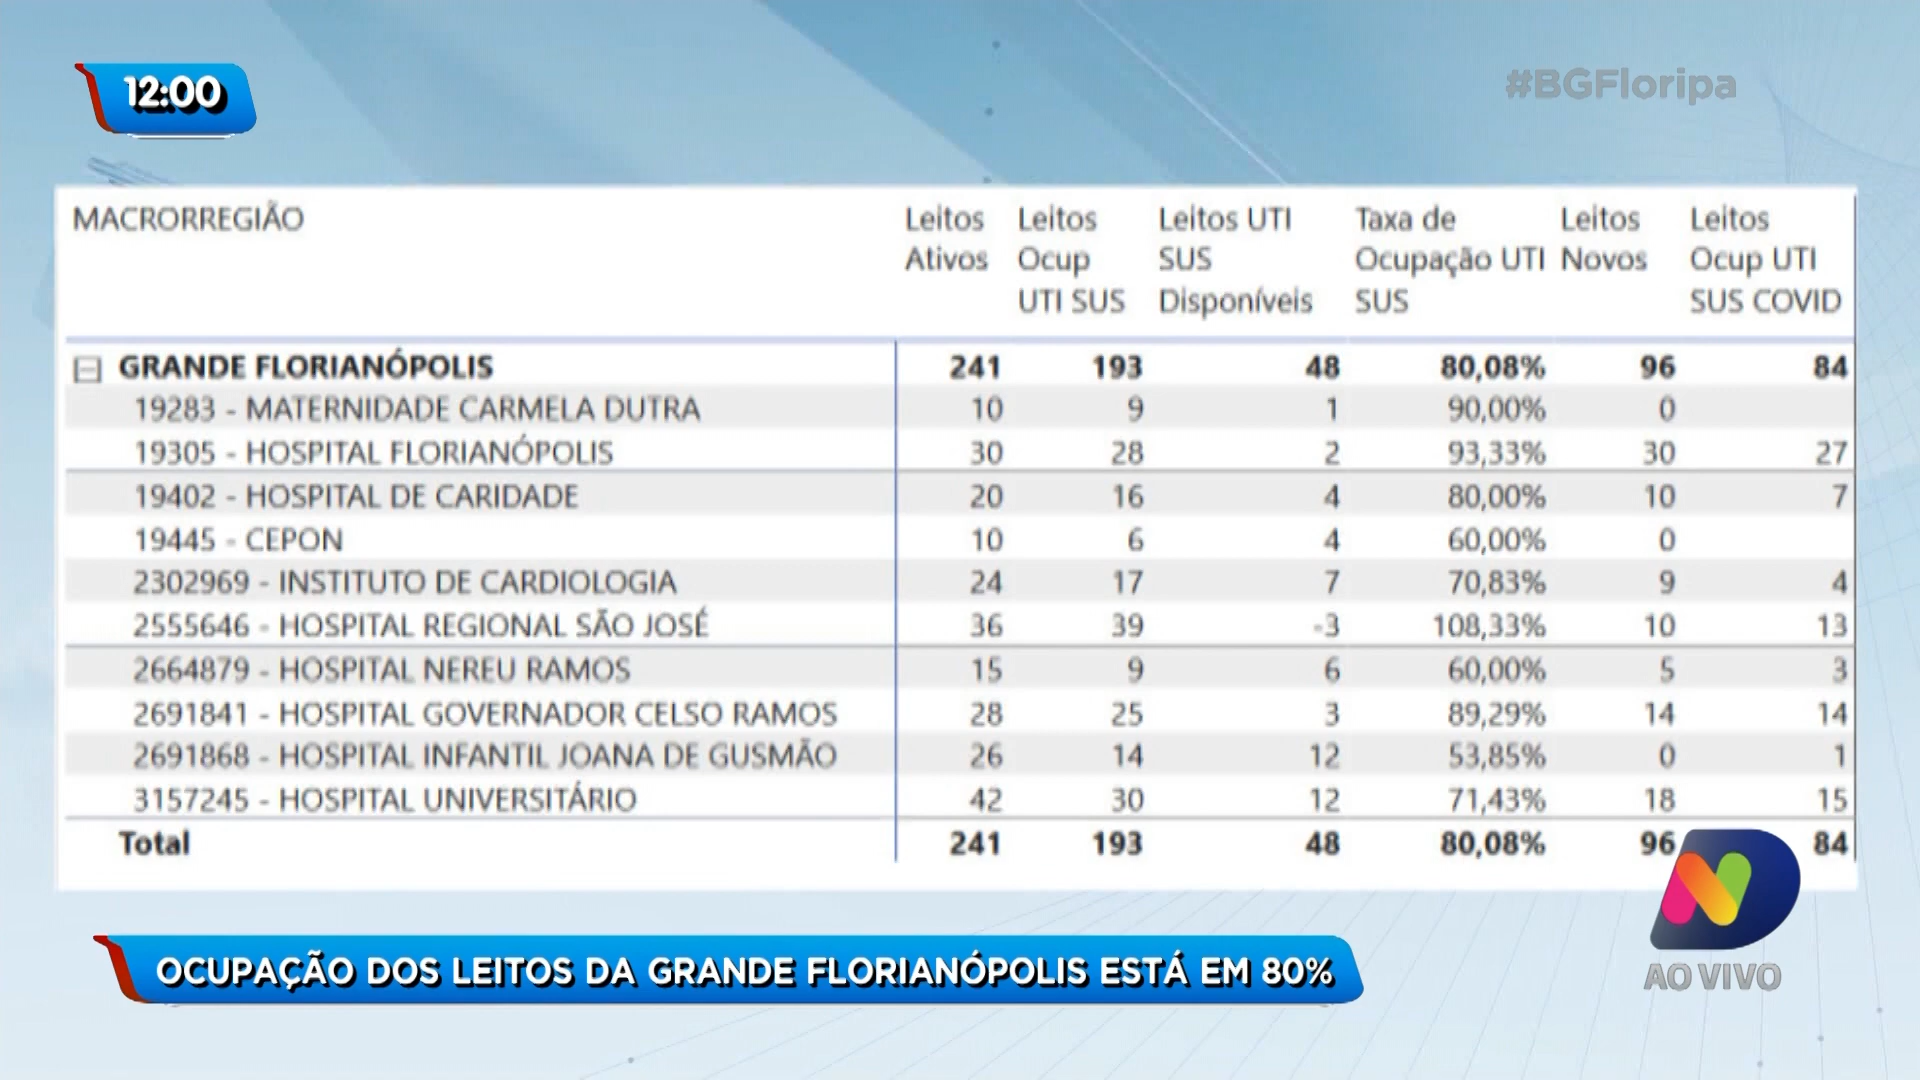 12:00
#BGFloripa
MACRORREGIÃO Leitos Ativos Leitos Ocup UTI SUS Leitos UTI SUS Disponíveis Taxa de Ocupação UTI SUS Leitos Novos Leitos Ocup UTI SUS COVID
GRANDE FLORIANÓPOLIS 241 193 48 80,08% 96 84
19283 - MATERNIDADE CARMELA DUTRA 10 9 1 90,00% 0
19305 - HOSPITAL FLORIANÓPOLIS 30 28 2 93,33% 30 27
19402 - HOSPITAL DE CARIDADE 20 16 4 80,00% 10 7
19445 - CEPON 10 6 4 60,00% 0
2302969 - INSTITUTO DE CARDIOLOGIA 24 17 7 70,83% 9 4
2555646 - HOSPITAL REGIONAL SÃO JOSÉ 36 39 -3 108,33% 10 13
2664879 - HOSPITAL NEREU RAMOS 15 9 6 60,00% 5 3
2691841 - HOSPITAL GOVERNADOR CELSO RAMOS 28 25 3 89,29% 14 14
2691868 - HOSPITAL INFANTIL JOANA DE GUSMÃO 26 14 12 53,85% 0 1
3157245 - HOSPITAL UNIVERSITÁRIO 42 30 12 71,43% 18 15
Total 241 193 48 80,08% 96 84
OCUPAÇÃO DOS LEITOS DA GRANDE FLORIANÓPOLIS ESTÁ EM 80%
AO VIVO